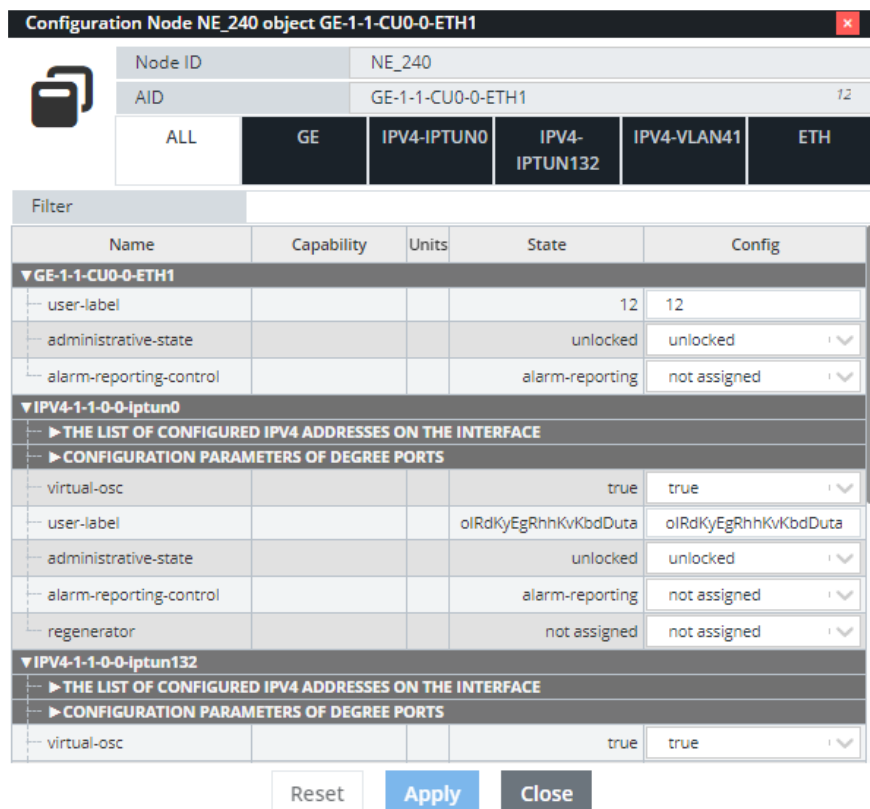 Configuration Node NE_240 object GE-1-1-CU0-0-ETH1
Node ID NE_240
AID GE-1-1-CU0-0-ETH1 12
ALL GE IPV4-IPTUN0 IPV4-IPTUN132 IPV4-VLAN41 ETH
Filter
Name Capability Units State Config
▼GE-1-1-CU0-0-ETH1
user-label 12 12
administrative-state unlocked unlocked
alarm-reporting-control alarm-reporting not assigned
▼IPV4-1-1-0-0-iptun0
►THE LIST OF CONFIGURED IPV4 ADDRESSES ON THE INTERFACE
►CONFIGURATION PARAMETERS OF DEGREE PORTS
virtual-osc true true
user-label olRdKyEgRhhKvKbdDuta olRdKyEgRhhKvKbdDuta
administrative-state unlocked unlocked
alarm-reporting-control alarm-reporting not assigned
regenerator not assigned not assigned
▼IPV4-1-1-0-0-iptun132
►THE LIST OF CONFIGURED IPV4 ADDRESSES ON THE INTERFACE
►CONFIGURATION PARAMETERS OF DEGREE PORTS
virtual-osc true true
Reset Apply Close